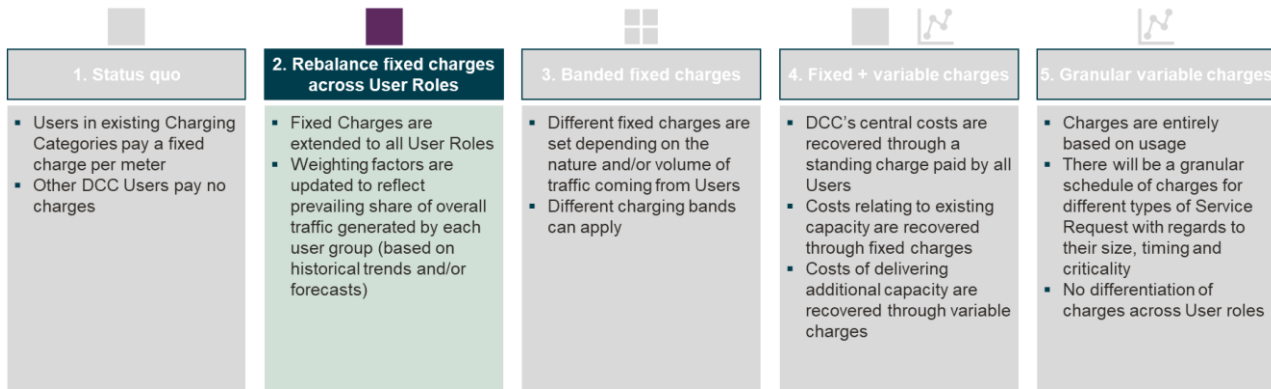 1. Status quo
▪ Users in existing Charging
Categories pay a fixed
charge per meter
▪ Other DCC Users pay no
charges
2. Rebalance fixed charges
across User Roles
▪ Fixed Charges are
extended to all User Roles
▪ Weighting factors are
updated to reflect
prevailing share of overall
traffic generated by each
user group (based on
historical trends and/or
forecasts)
3. Banded fixed charges
▪ Different fixed charges are
set depending on the
nature and/or volume of
traffic coming from Users
▪ Different charging bands
can apply
4. Fixed + variable charges
▪ DCC's central costs are
recovered through a
standing charge paid by all
Users
▪ Costs relating to existing
capacity are recovered
through fixed charges
▪ Costs of delivering
additional capacity are
recovered through variable
charges
5. Granular variable charges
▪ Charges are entirely
based on usage
▪ There will be a granular
schedule of charges for
different types of Service
Request with regards to
their size, timing and
criticality
▪ No differentiation of
charges across User roles